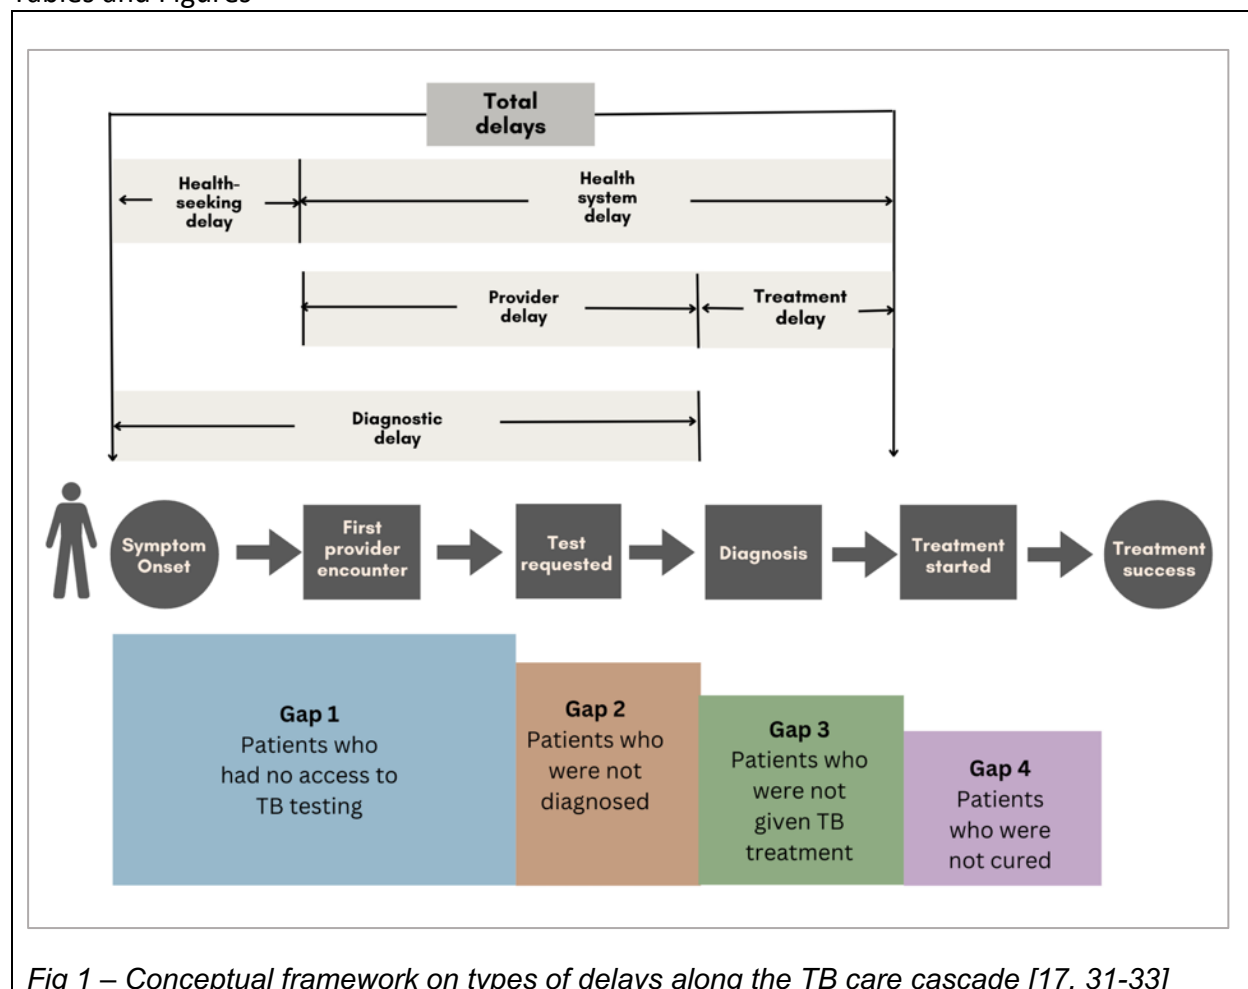 Tables and Figures
Total
delays
Health-
seeking
delay
Health
system
delay
Provider
delay
Treatment
delay
Diagnostic
delay
Symptom
Onset
First
provider
encounter
Test
requested
Diagnosis
Treatment
started
Treatment
success
Gap 1
Patients who
had no access to
TB testing
Gap 2
Patients who
were not
diagnosed
Gap 3
Patients who
were not
given TB
treatment
Gap 4
Patients
who were
not cured
Fig 1 – Conceptual framework on types of delays along the TB care cascade [17, 31-33]